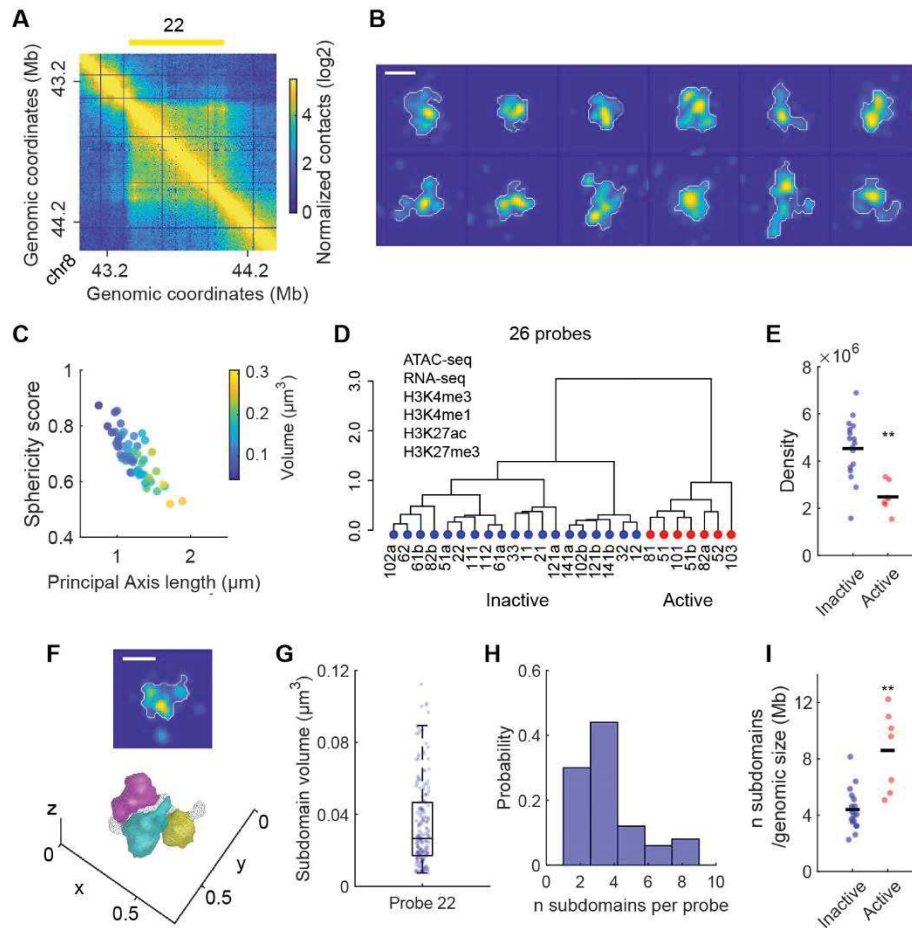 A
22
Genomic coordinates (Mb)
43.2
44.2
chr8
43.2
44.2
Genomic coordinates (Mb)
4
2
0
Normalized contacts (log2)
B
C
Sphericity score
1
0.8
0.6
0.4
1
2
Principal Axis length (µm)
0.3
0.2
0.1
Volume (µm³)
D
26 probes
ATAC-seq
RNA-seq
H3K4me3
H3K4me1
H3K27ac
H3K27me3
3.0
2.0
1.0
0.0
102a
62
61b
82b
51a
22
111
112
61a
33
11
21
121a
141a
102b
121b
141b
32
12
81
51
101
51b
82a
52
103
Inactive
Active
E
×10⁶
Density
8
6
4
2
0
**
Inactive
Active
F
z
0
x
0.5
y
0.5
0
G
Subdomain volume (µm³)
0.12
0.08
0.04
0
Probe 22
H
Probability
0.6
0.4
0.2
0
0
2
4
6
8
10
n subdomains per probe
I
n subdomains
/genomic size (Mb)
12
8
4
0
**
Inactive
Active